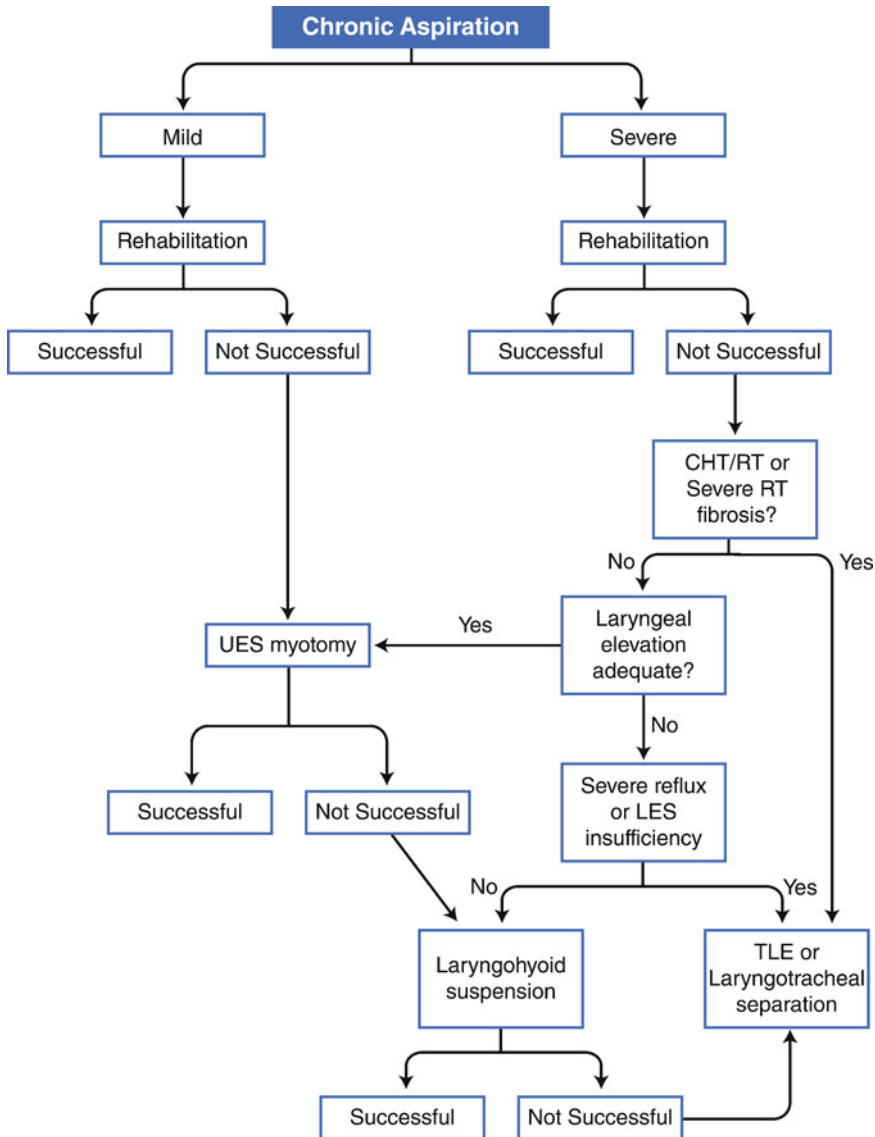 Chronic Aspiration
Mild
Severe
Rehabilitation
Rehabilitation
Successful
Not Successful
Successful
Not Successful
CHT/RT or
Severe RT
fibrosis?
No
Yes
Laryngeal
elevation
adequate?
Yes
UES myotomy
No
Successful
Not Successful
Severe reflux
or LES
insufficiency
No
Yes
Laryngohyoid
suspension
TLE or
Laryngotracheal
separation
Successful
Not Successful